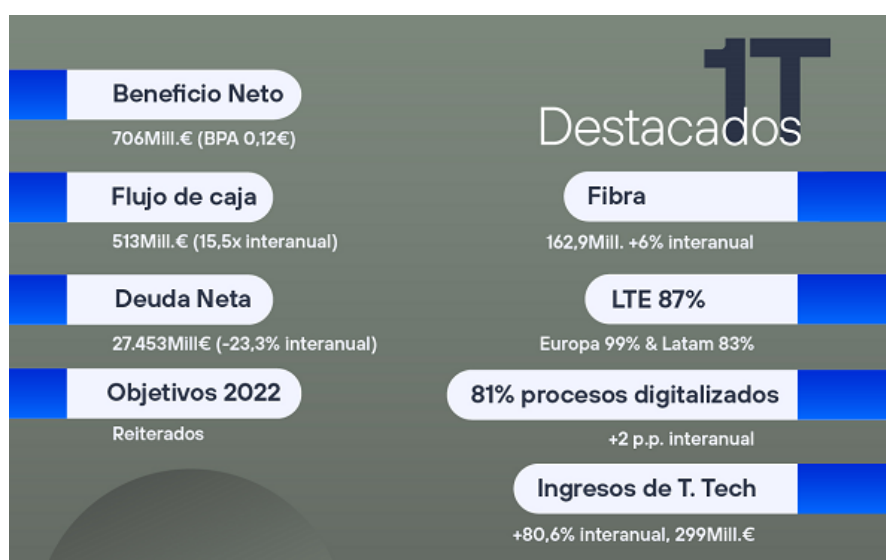 1T
Destacados
Beneficio Neto
706Mill.€ (BPA 0,12€)
Flujo de caja
513Mill.€ (15,5x interanual)
Deuda Neta
27.453Mill€ (-23,3% interanual)
Objetivos 2022
Reiterados
Fibra
162,9Mill. +6% interanual
LTE 87%
Europa 99% & Latam 83%
81% procesos digitalizados
+2 p.p. interanual
Ingresos de T. Tech
+80,6% interanual, 299Mill.€